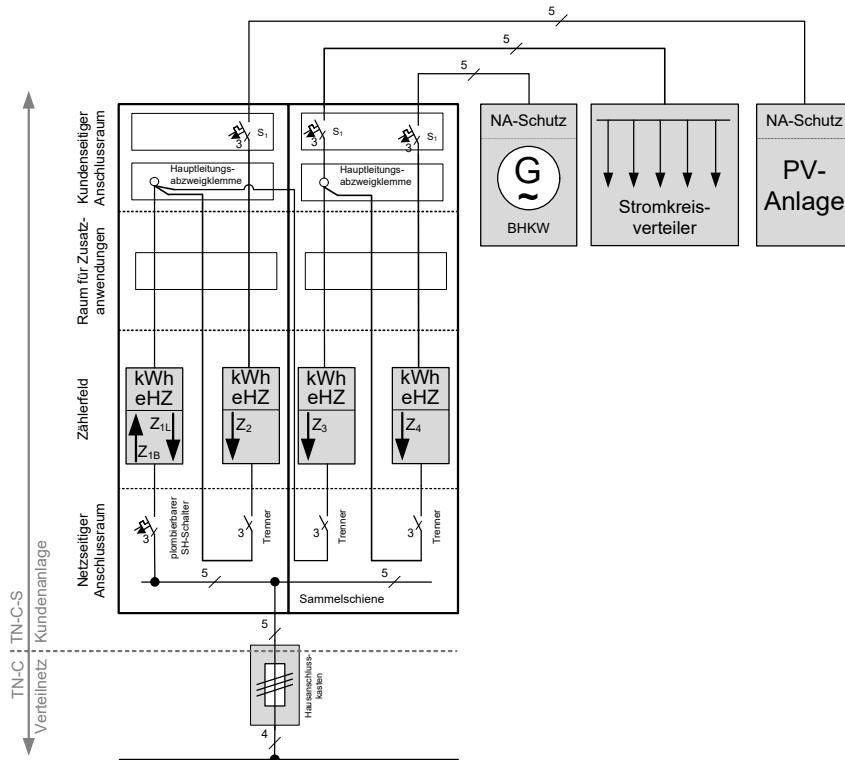 5
5
5
Kundenseitiger
Anschlussraum
S1
3
S1
3
S1
3
NA-Schutz
G
~
BHKW
Stromkreis-
verteiler
NA-Schutz
PV-
Anlage
Hauptleitungs-
abzweigklemme
Hauptleitungs-
abzweigklemme
Raum für Zusatz-
anwendungen
Zählerfeld
kWh
eHZ
Z1L
Z1B
kWh
eHZ
Z2
kWh
eHZ
Z3
kWh
eHZ
Z4
Netzseitiger
Anschlussraum
3
plombierbarer
SH-Schalter
3
Trenner
3
Trenner
3
Trenner
5
5
Sammelschiene
TN-C-S
Kundenanlage
5
TN-C
Verteilnetz
Hausanschluss-
kasten
4